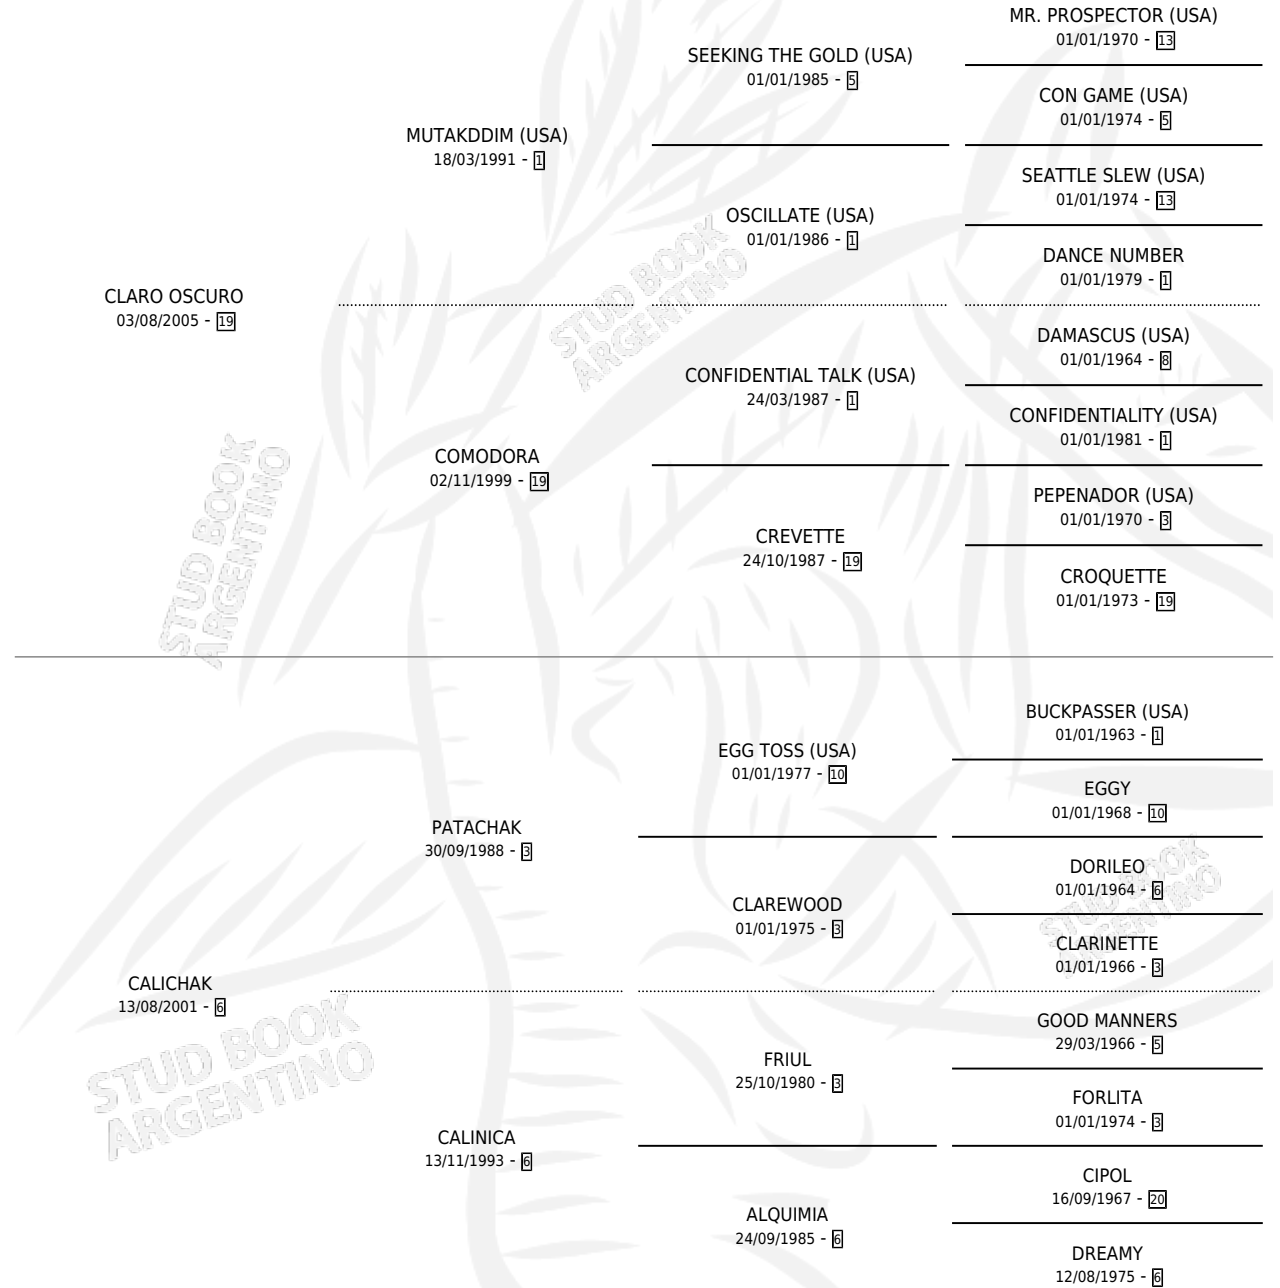 MR. PROSPECTOR (USA)
01/01/1970 - 13
SEEKING THE GOLD (USA)
01/01/1985 - 5
CON GAME (USA)
01/01/1974 - 5
MUTAKDDIM (USA)
18/03/1991 - 1
SEATTLE SLEW (USA)
01/01/1974 - 13
OSCILLATE (USA)
01/01/1986 - 1
DANCE NUMBER
01/01/1979 - 1
CLARO OSCURO
03/08/2005 - 19
DAMASCUS (USA)
01/01/1964 - 8
CONFIDENTIAL TALK (USA)
24/03/1987 - 1
CONFIDENTIALITY (USA)
01/01/1981 - 1
COMODORA
02/11/1999 - 19
PEPENADOR (USA)
01/01/1970 - 3
CREVETTE
24/10/1987 - 19
CROQUETTE
01/01/1973 - 19
BUCKPASSER (USA)
01/01/1963 - 1
EGG TOSS (USA)
01/01/1977 - 10
EGGY
01/01/1968 - 10
PATACHAK
30/09/1988 - 3
DORILEO
01/01/1964 - 6
CLAREWOOD
01/01/1975 - 3
CLARINETTE
01/01/1966 - 3
CALICHAK
13/08/2001 - 6
GOOD MANNERS
29/03/1966 - 5
FRIUL
25/10/1980 - 3
FORLITA
01/01/1974 - 3
CALINICA
13/11/1993 - 6
CIPOL
16/09/1967 - 20
ALQUIMIA
24/09/1985 - 6
DREAMY
12/08/1975 - 6
STUD BOOK
ARGENTINO
STUD BOOK
ARGENTINO
STUD BOOK
ARGENTINO
STUD BOOK
ARGENTINO